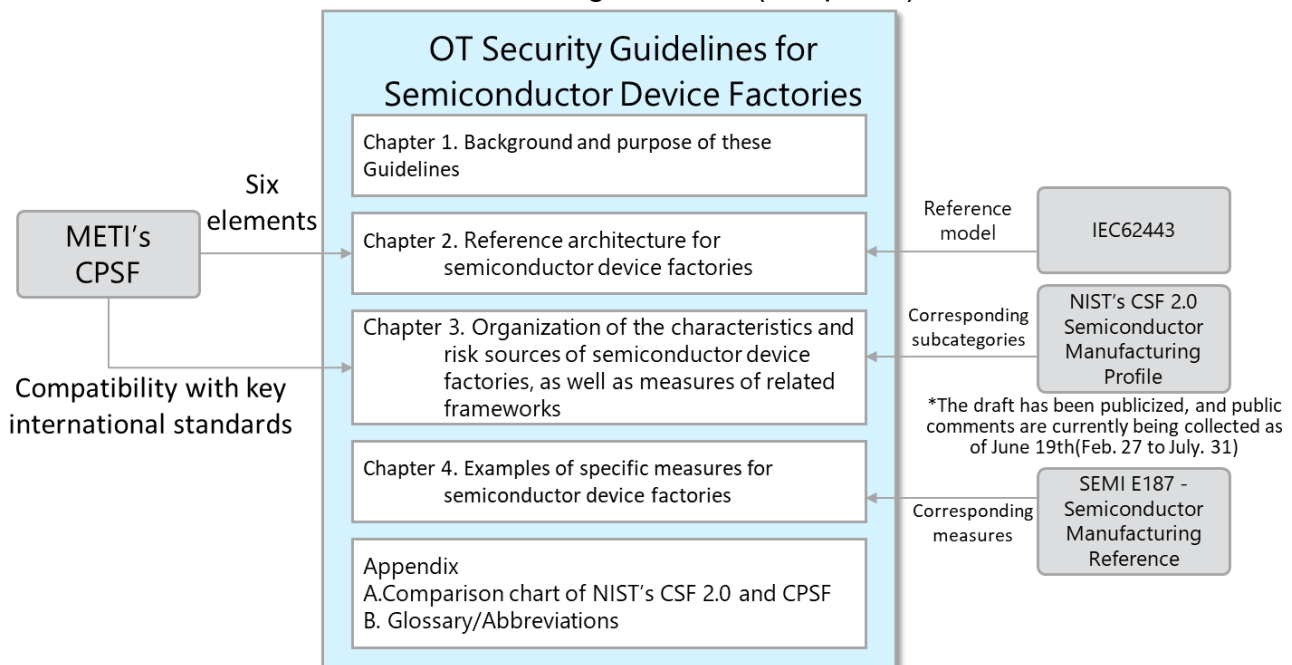 OT Security Guidelines for
Semiconductor Device Factories
Chapter 1. Background and purpose of these
Guidelines
Six
elements
METI's
CPSF
Chapter 2. Reference architecture for
semiconductor device factories
Reference
model
IEC62443
Chapter 3. Organization of the characteristics and
risk sources of semiconductor device
factories, as well as measures of related
frameworks
Corresponding
subcategories
NIST's CSF 2.0
Semiconductor
Manufacturing
Profile
Compatibility with key
international standards
*The draft has been publicized, and public
comments are currently being collected as
of June 19th(Feb. 27 to July. 31)
Chapter 4. Examples of specific measures for
semiconductor device factories
Corresponding
measures
SEMI E187 -
Semiconductor
Manufacturing
Reference
Appendix
A.Comparison chart of NIST's CSF 2.0 and CPSF
B. Glossary/Abbreviations